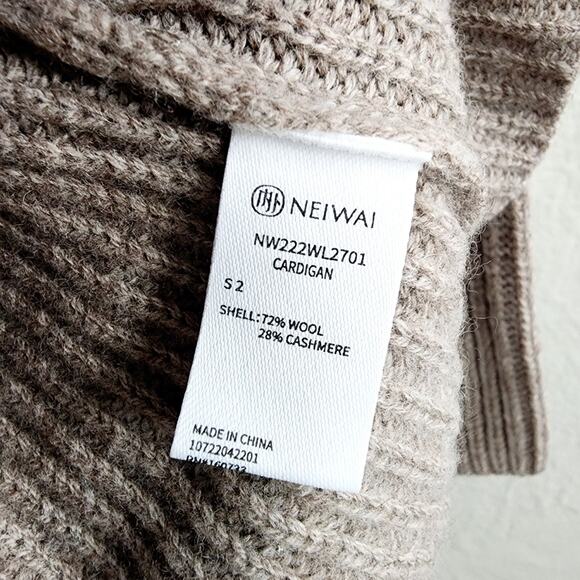 NEIWAI
NW222WL2701
CARDIGAN
S 2
SHELL:72% WOOL
28% CASHMERE
MADE IN CHINA
10722042201